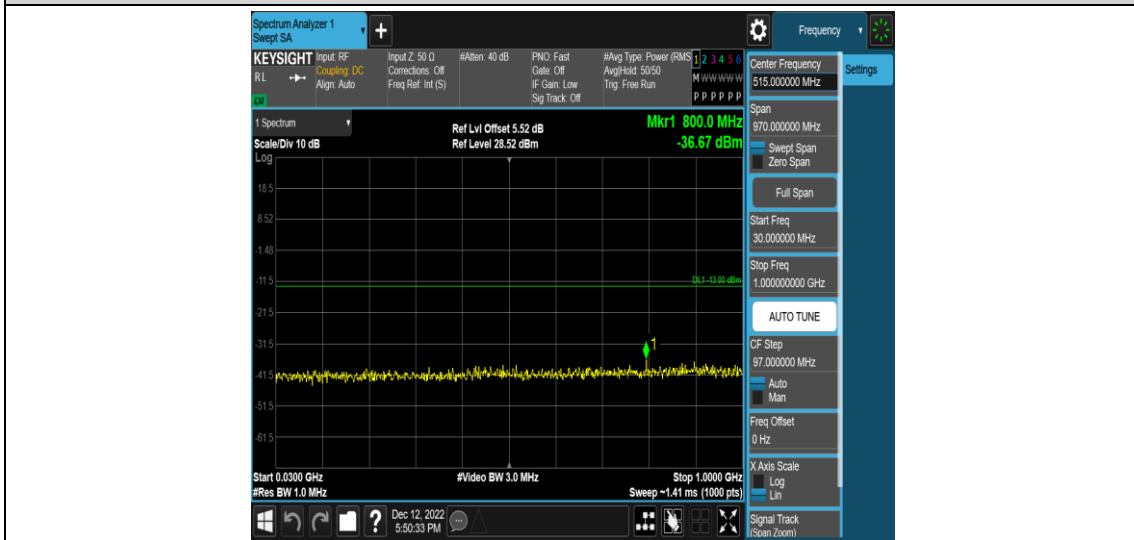 Spectrum Analyzer 1
Swept SA
Frequency
KEYSIGHT
RL
LXI
Input: RF
Coupling: DC
Align: Auto
Input Z: 50 Ω
Corrections: Off
Freq Ref: Int (S)
#Atten: 40 dB
PNO: Fast
Gate: Off
IF Gain: Low
Sig Track: Off
#Avg Type: Power (RMS
Avg|Hold: 50/50
Trig: Free Run
1 2 3 4 5 6
M W W W W W
P P P P P P
1 Spectrum
Scale/Div 10 dB
Ref Lvl Offset 5.52 dB
Ref Level 28.52 dBm
Mkr1 800.0 MHz
-36.67 dBm
Log
18.5
8.52
-1.48
-11.5
-21.5
-31.5
-41.5
-51.5
-61.5
DL1 -13.00 dBm
1
Start 0.0300 GHz
#Res BW 1.0 MHz
#Video BW 3.0 MHz
Stop 1.0000 GHz
Sweep ~1.41 ms (1000 pts)
Dec 12, 2022
5:50:33 PM
Center Frequency
515.000000 MHz
Settings
Span
970.000000 MHz
Swept Span
Zero Span
Full Span
Start Freq
30.000000 MHz
Stop Freq
1.000000000 GHz
AUTO TUNE
CF Step
97.000000 MHz
Auto
Man
Freq Offset
0 Hz
X Axis Scale
Log
Lin
Signal Track
(Span Zoom)